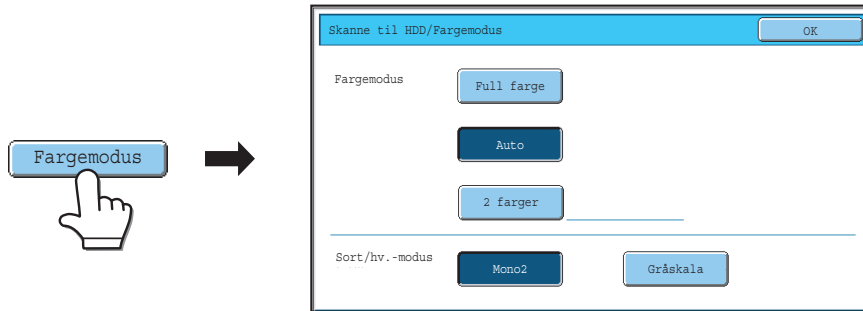 Skanne til HDD/Fargemodus OK
Fargemodus Full farge
Fargemodus
Auto
2 farger
Sort/hv.-modus Mono2 Gråskala